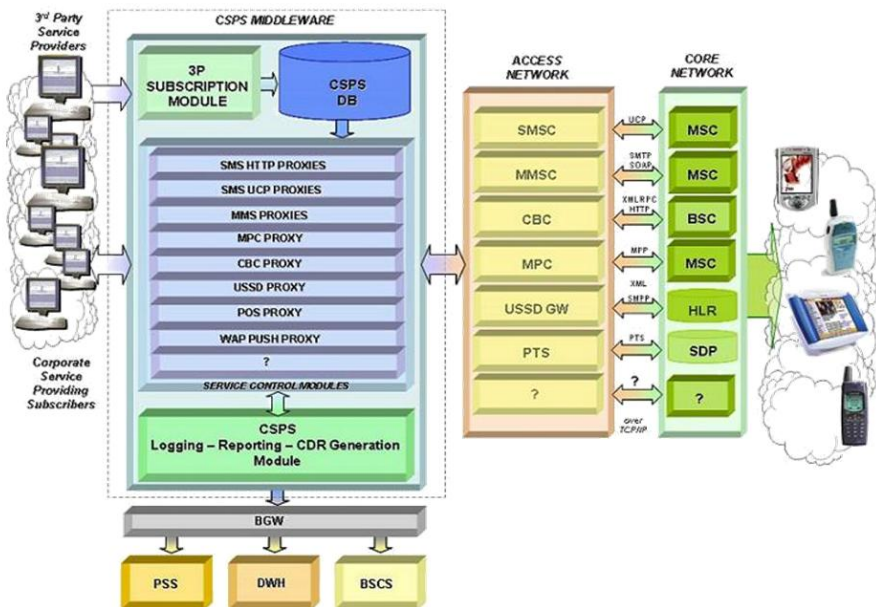 3rd Party
Service
Providers
CSPS MIDDLEWARE
3P
SUBSCRIPTION
MODULE
CSPS
DB
SMS HTTP PROXIES
SMS UCP PROXIES
MMS PROXIES
MPC PROXY
CBC PROXY
USSD PROXY
POS PROXY
WAP PUSH PROXY
?
SERVICE CONTROL MODULES
CSPS
Logging – Reporting – CDR Generation
Module
Corporate
Service
Providing
Subscribers
BGW
PSS
DWH
BSCS
ACCESS
NETWORK
SMSC
MMSC
CBC
MPC
USSD GW
PTS
?
UCP
SMTP
SOAP
XMLRPC
HTTP
MPP
XML
SMPP
PTS
?
over
TCP/IP
CORE
NETWORK
MSC
MSC
BSC
MSC
HLR
SDP
?